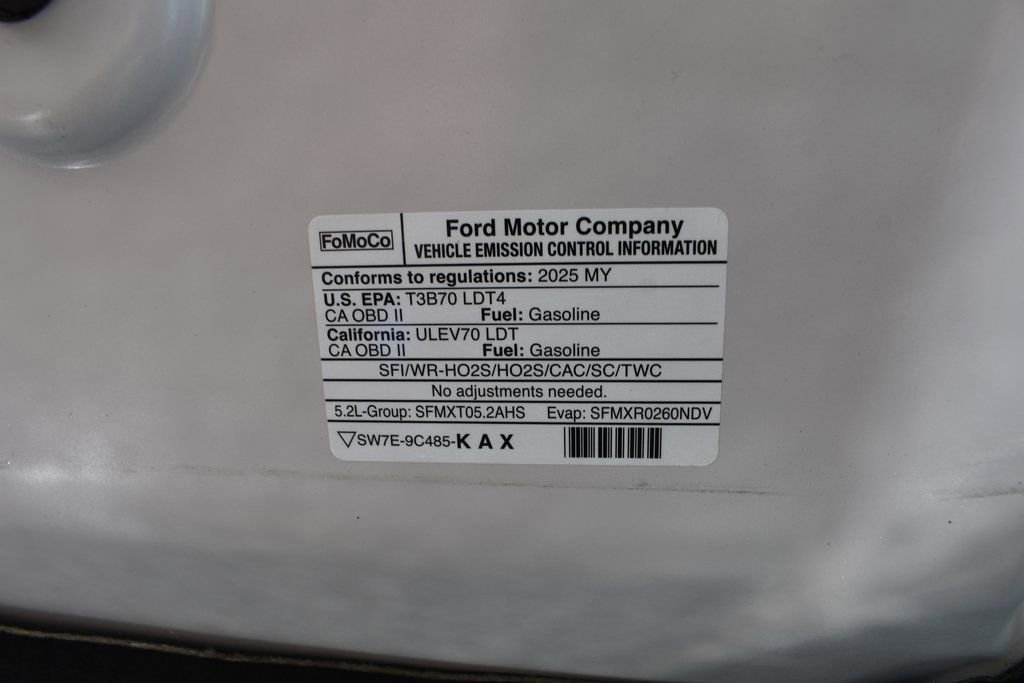 FoMoCo
Ford Motor Company
VEHICLE EMISSION CONTROL INFORMATION
Conforms to regulations: 2025 MY
U.S. EPA: T3B70 LDT4
CA OBD II Fuel: Gasoline
California: ULEV70 LDT
CA OBD II Fuel: Gasoline
SFI/WR-HO2S/HO2S/CAC/SC/TWC
No adjustments needed.
5.2L-Group: SFMXT05.2AHS Evap: SFMXR0260NDV
SW7E-9C485-K A X